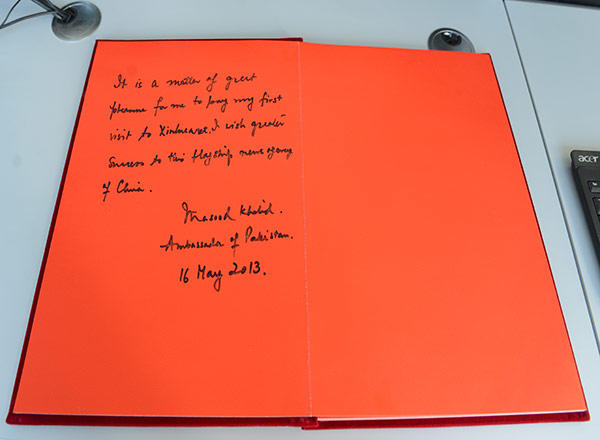 It is a matter of great
pleasure for me to pay my first
visit to Xinhuanet. I wish greater
success to this flagship news agency
of China.
Masood Khalid.
Ambassador of Pakistan.
16 May 2013.
acer